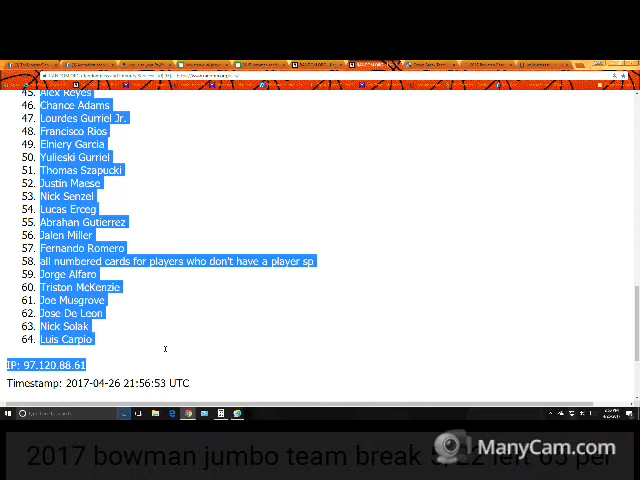 45. Alex Reyes
46. Chance Adams
47. Lourdes Gurriel Jr.
48. Francisco Rios
49. Elniery Garcia
50. Yulieski Gurriel
51. Thomas Szapucki
52. Justin Maese
53. Nick Senzel
54. Lucas Erceg
55. Abrahan Gutierrez
56. Jalen Miller
57. Fernando Romero
58. all numbered cards for players who don't have a player sp
59. Jorge Alfaro
60. Triston McKenzie
61. Joe Musgrove
62. Jose De Leon
63. Nick Solak
64. Luis Carpio
IP: 97.120.88.61
Timestamp: 2017-04-26 21:56:53 UTC
2017 bowman jumbo team break
left 65 per
ManyCam.com